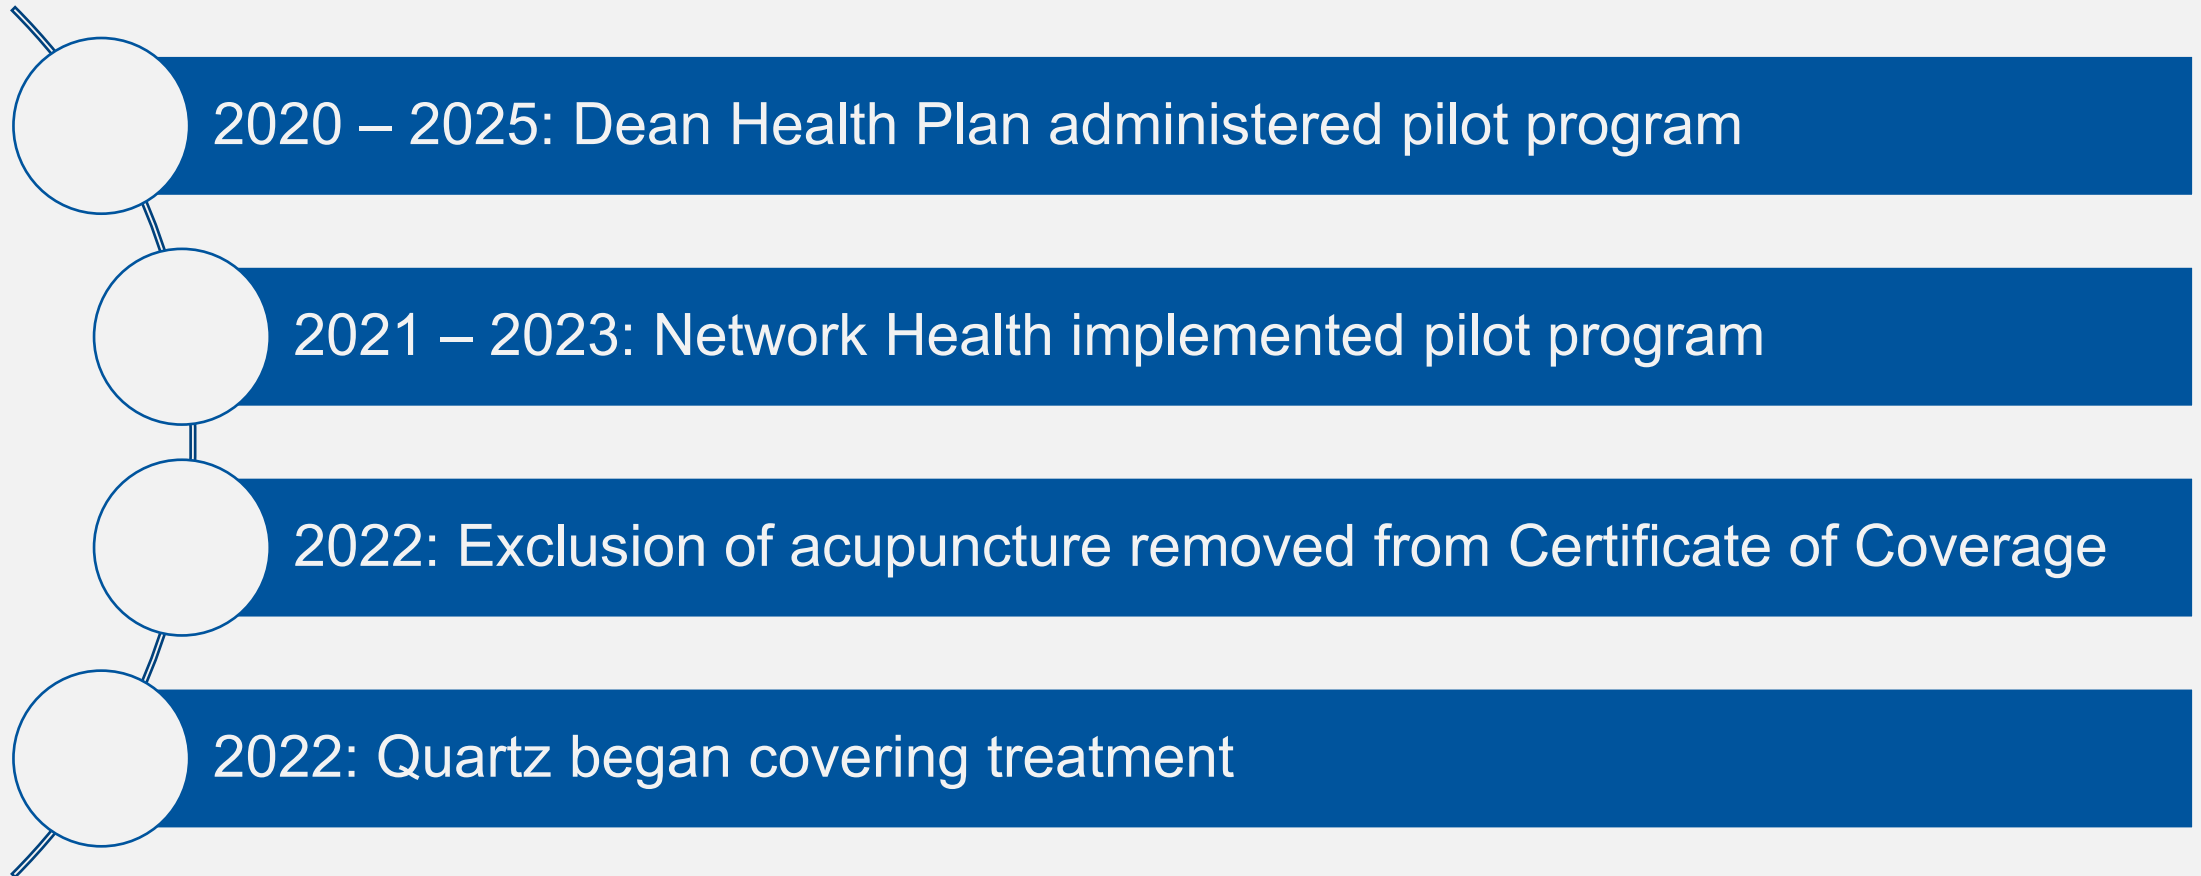 2020 – 2025: Dean Health Plan administered pilot program
2021 – 2023: Network Health implemented pilot program
2022: Exclusion of acupuncture removed from Certificate of Coverage
2022: Quartz began covering treatment